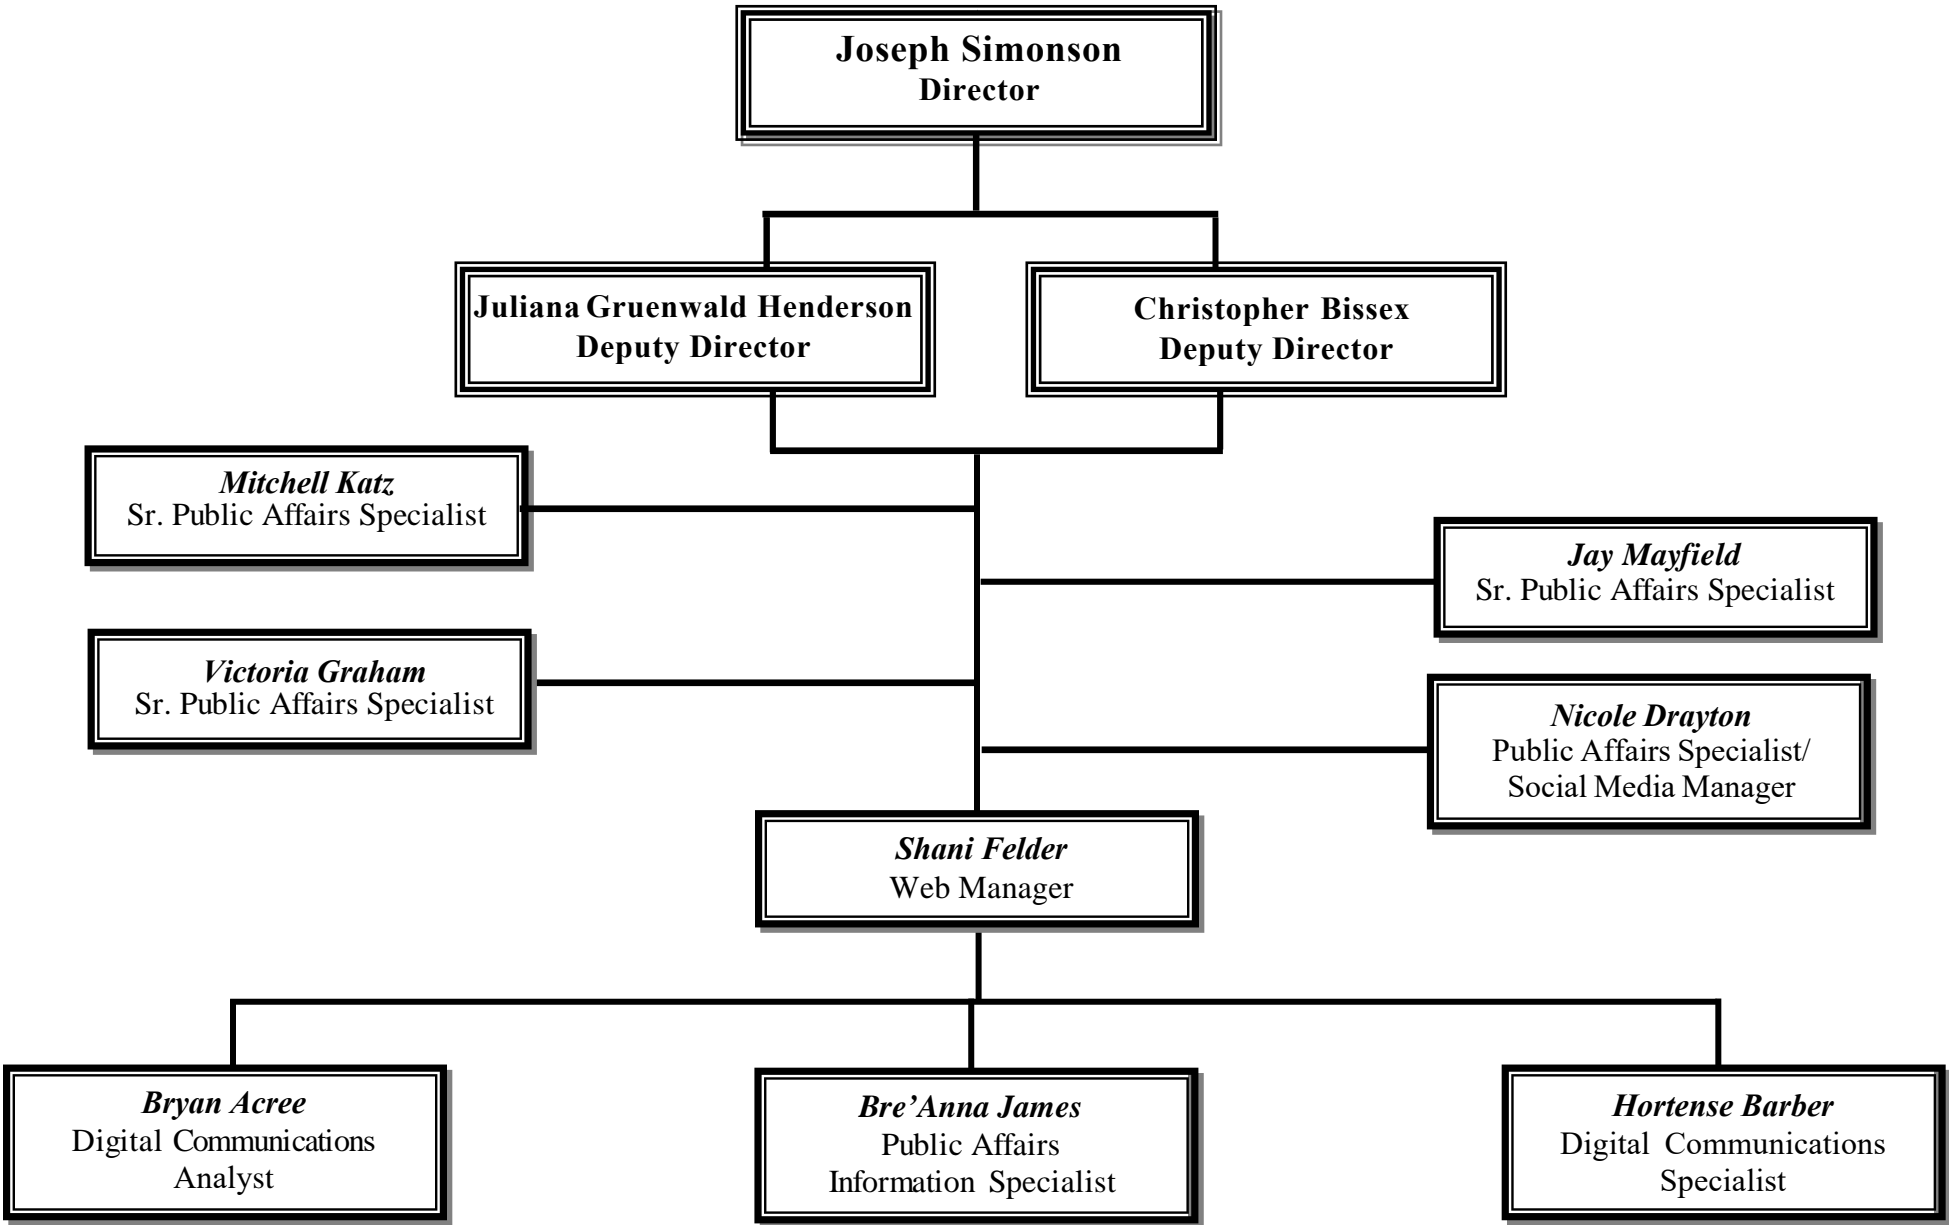 Joseph Simonson
Director
Juliana Gruenwald Henderson
Deputy Director
Christopher Bissex
Deputy Director
Mitchell Katz
Sr. Public Affairs Specialist
Jay Mayfield
Sr. Public Affairs Specialist
Victoria Graham
Sr. Public Affairs Specialist
Nicole Drayton
Public Affairs Specialist/
Social Media Manager
Shani Felder
Web Manager
Bryan Acree
Digital Communications
Analyst
Bre’Anna James
Public Affairs
Information Specialist
Hortense Barber
Digital Communications
Specialist